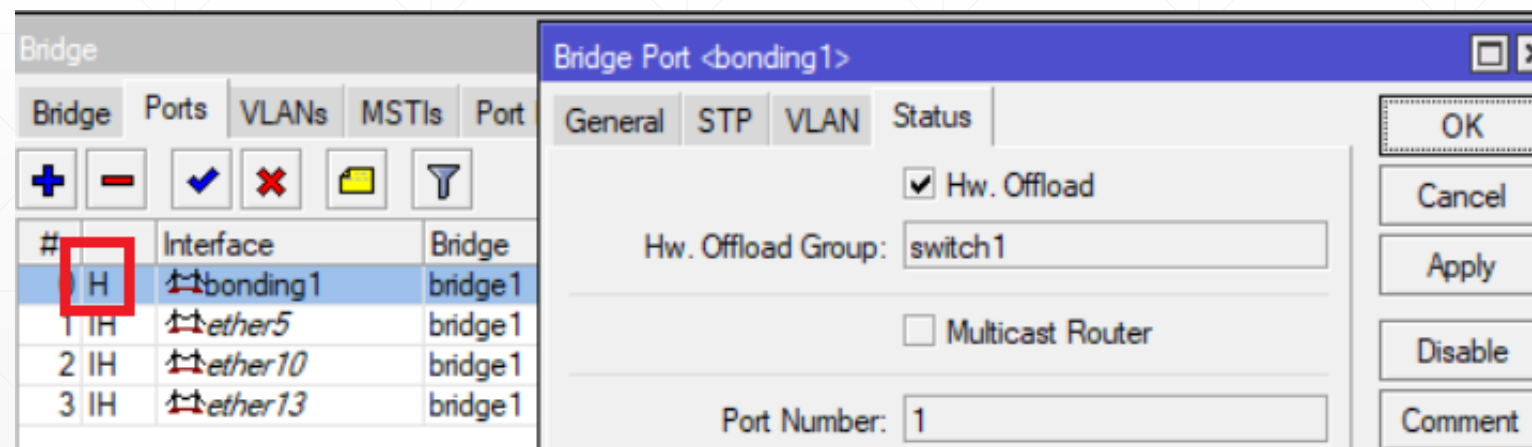 Bridge
Bridge Ports VLANs MSTIs Port
# Interface Bridge
0 H bonding1 bridge1
1 IH ether5 bridge1
2 IH ether10 bridge1
3 IH ether13 bridge1
Bridge Port <bonding1>
General STP VLAN Status
Hw. Offload
Hw. Offload Group: switch1
Multicast Router
Port Number: 1
OK
Cancel
Apply
Disable
Comment